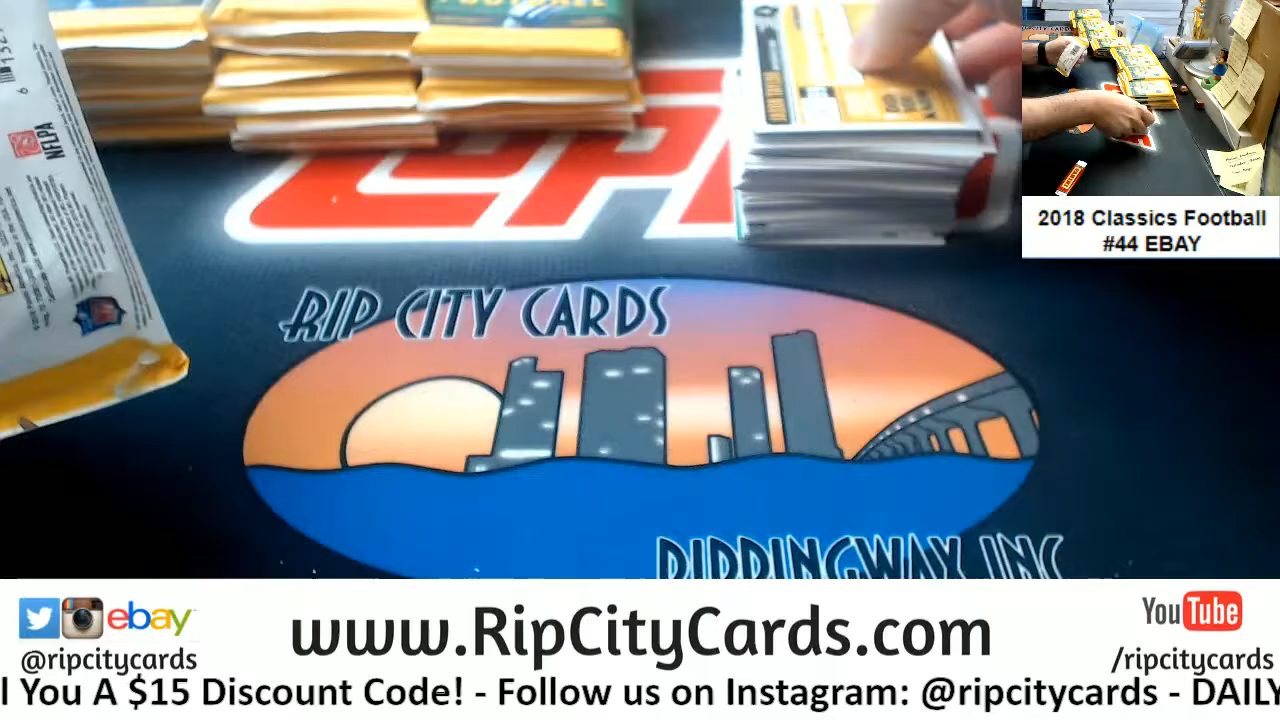 NFLPA
2018 Classics Football
#44 EBAY
RIP CITY CARDS
RIPPINGWAX INC
ebay
@ripcitycards
www.RipCityCards.com
YouTube
/ripcitycards
l You A $15 Discount Code! - Follow us on Instagram: @ripcitycards - DAILY